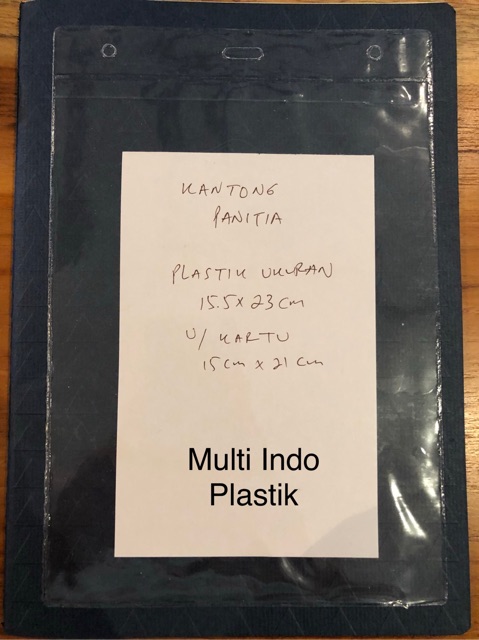 KANTONG
PANITIA
PLASTIK UKURAN
15.5 x 23 cm
U/ KARTU
15 cm x 21 cm
Multi Indo
Plastik